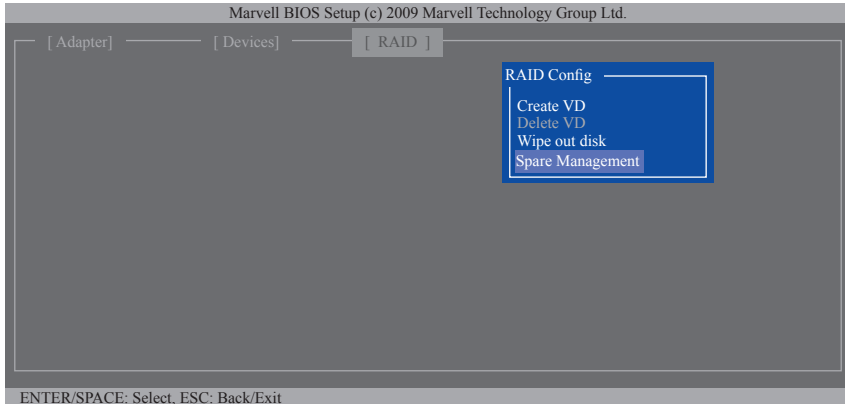 Marvell BIOS Setup (c) 2009 Marvell Technology Group Ltd.
[ Adapter] [ Devices] [ RAID ]
RAID Config
Create VD
Delete VD
Wipe out disk
Spare Management
ENTER/SPACE: Select, ESC: Back/Exit